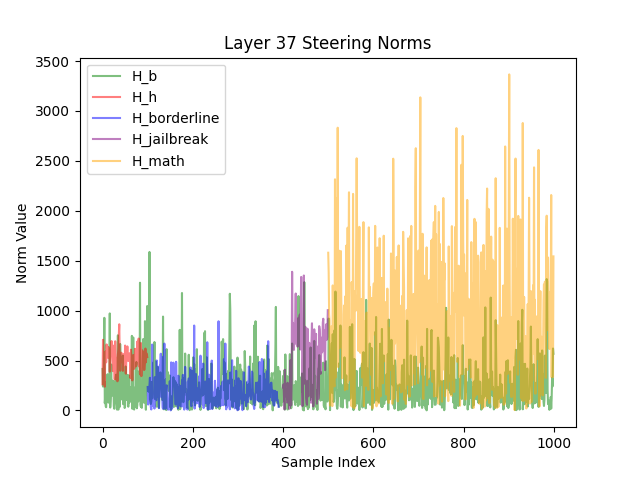 Layer 37 Steering Norms
3500
3000
2500
2000
1500
1000
500
0
Norm Value
H_b
H_h
H_borderline
H_jailbreak
H_math
0
200
400
600
800
1000
Sample Index